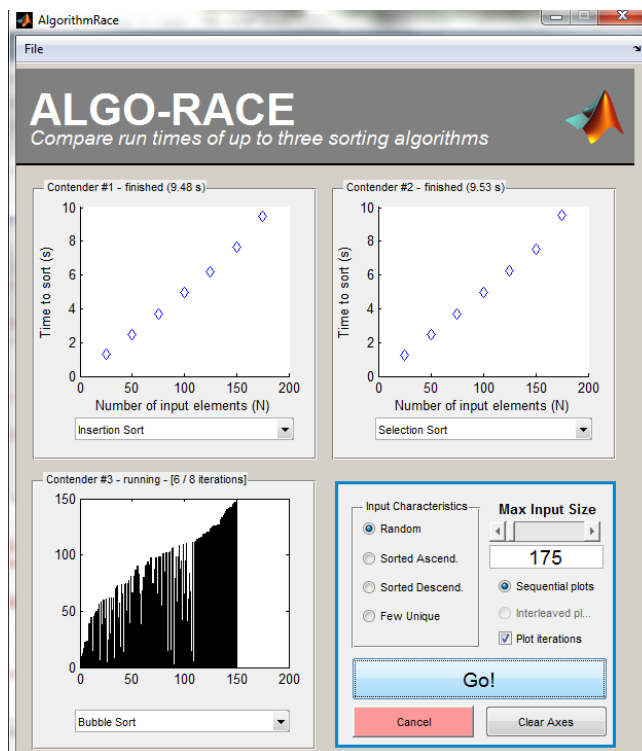 AlgorithmRace
File
ALGO-RACE
Compare run times of up to three sorting algorithms
Contender #1 - finished (9.48 s)
10
8
6
4
2
0
Time to sort (s)
0 50 100 150 200
Number of input elements (N)
Insertion Sort
Contender #2 - finished (9.53 s)
10
8
6
4
2
0
Time to sort (s)
0 50 100 150 200
Number of input elements (N)
Selection Sort
Contender #3 - running - [6 / 8 iterations]
150
100
50
0
0 50 100 150 200
Bubble Sort
Input Characteristics
Random
Sorted Ascend.
Sorted Descend.
Few Unique
Max Input Size
175
Sequential plots
Interleaved pl...
Plot iterations
Go!
Cancel
Clear Axes